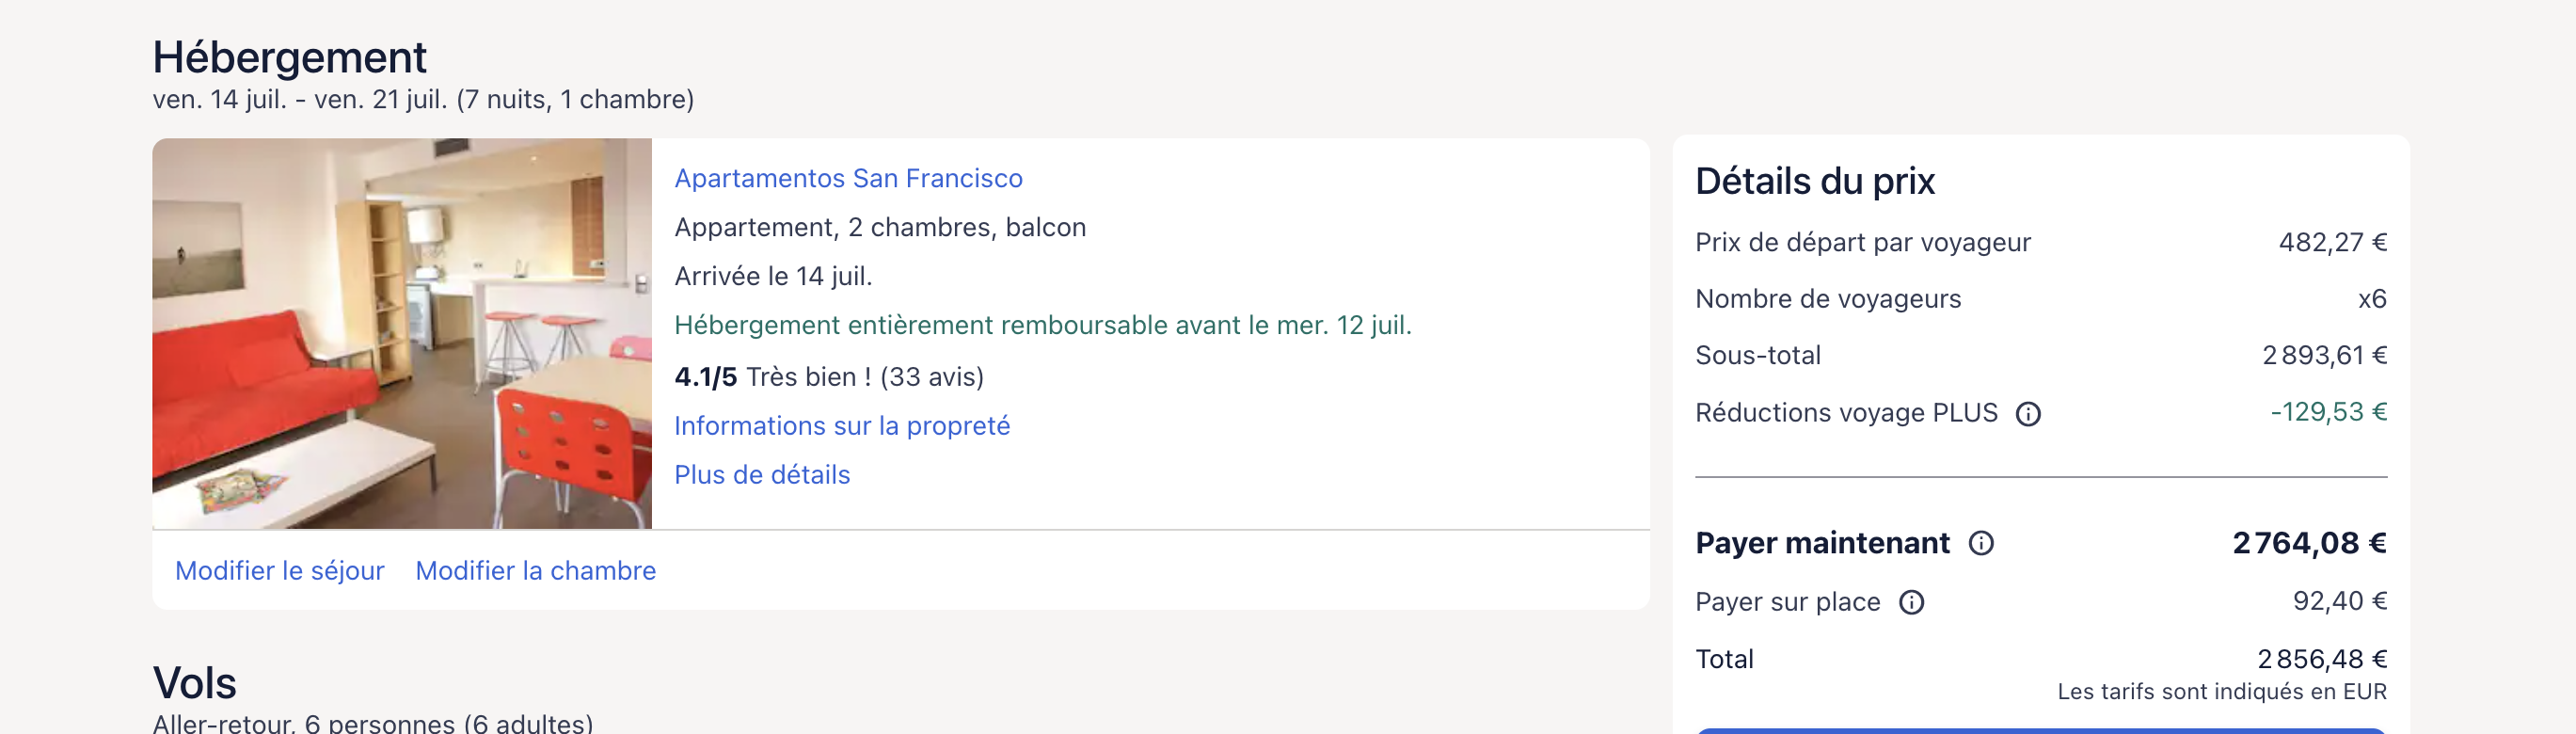 Hébergement
ven. 14 juil. - ven. 21 juil. (7 nuits, 1 chambre)
Apartamentos San Francisco
Appartement, 2 chambres, balcon
Arrivée le 14 juil.
Hébergement entièrement remboursable avant le mer. 12 juil.
4.1/5 Très bien ! (33 avis)
Informations sur la propreté
Plus de détails
Modifier le séjour Modifier la chambre
Vols
Aller-retour, 6 personnes (6 adultes)
Détails du prix
Prix de départ par voyageur 482,27 €
Nombre de voyageurs x6
Sous-total 2 893,61 €
Réductions voyage PLUS -129,53 €
Payer maintenant 2 764,08 €
Payer sur place 92,40 €
Total 2 856,48 €
Les tarifs sont indiqués en EUR